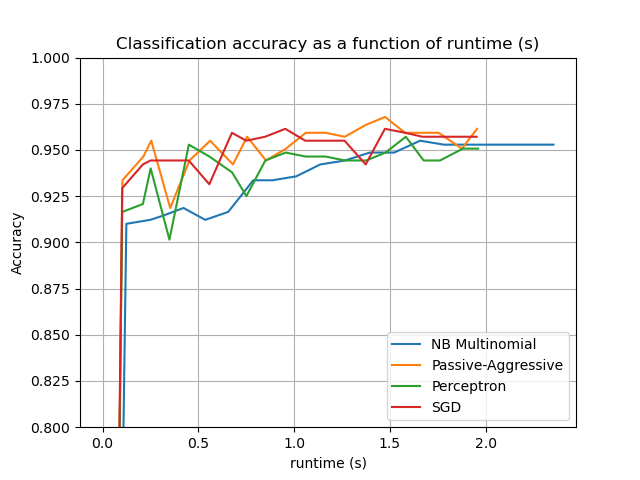 Classification accuracy as a function of runtime (s)
1.000
0.975
0.950
0.925
0.900
0.875
0.850
0.825
0.800
Accuracy
NB Multinomial
Passive-Aggressive
Perceptron
SGD
0.0 0.5 1.0 1.5 2.0
runtime (s)